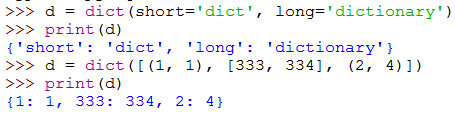 >>> d = dict(short='dict', long='dictionary')
>>> print(d)
{'short': 'dict', 'long': 'dictionary'}
>>> d = dict([(1, 1), [333, 334], (2, 4)])
>>> print(d)
{1: 1, 333: 334, 2: 4}